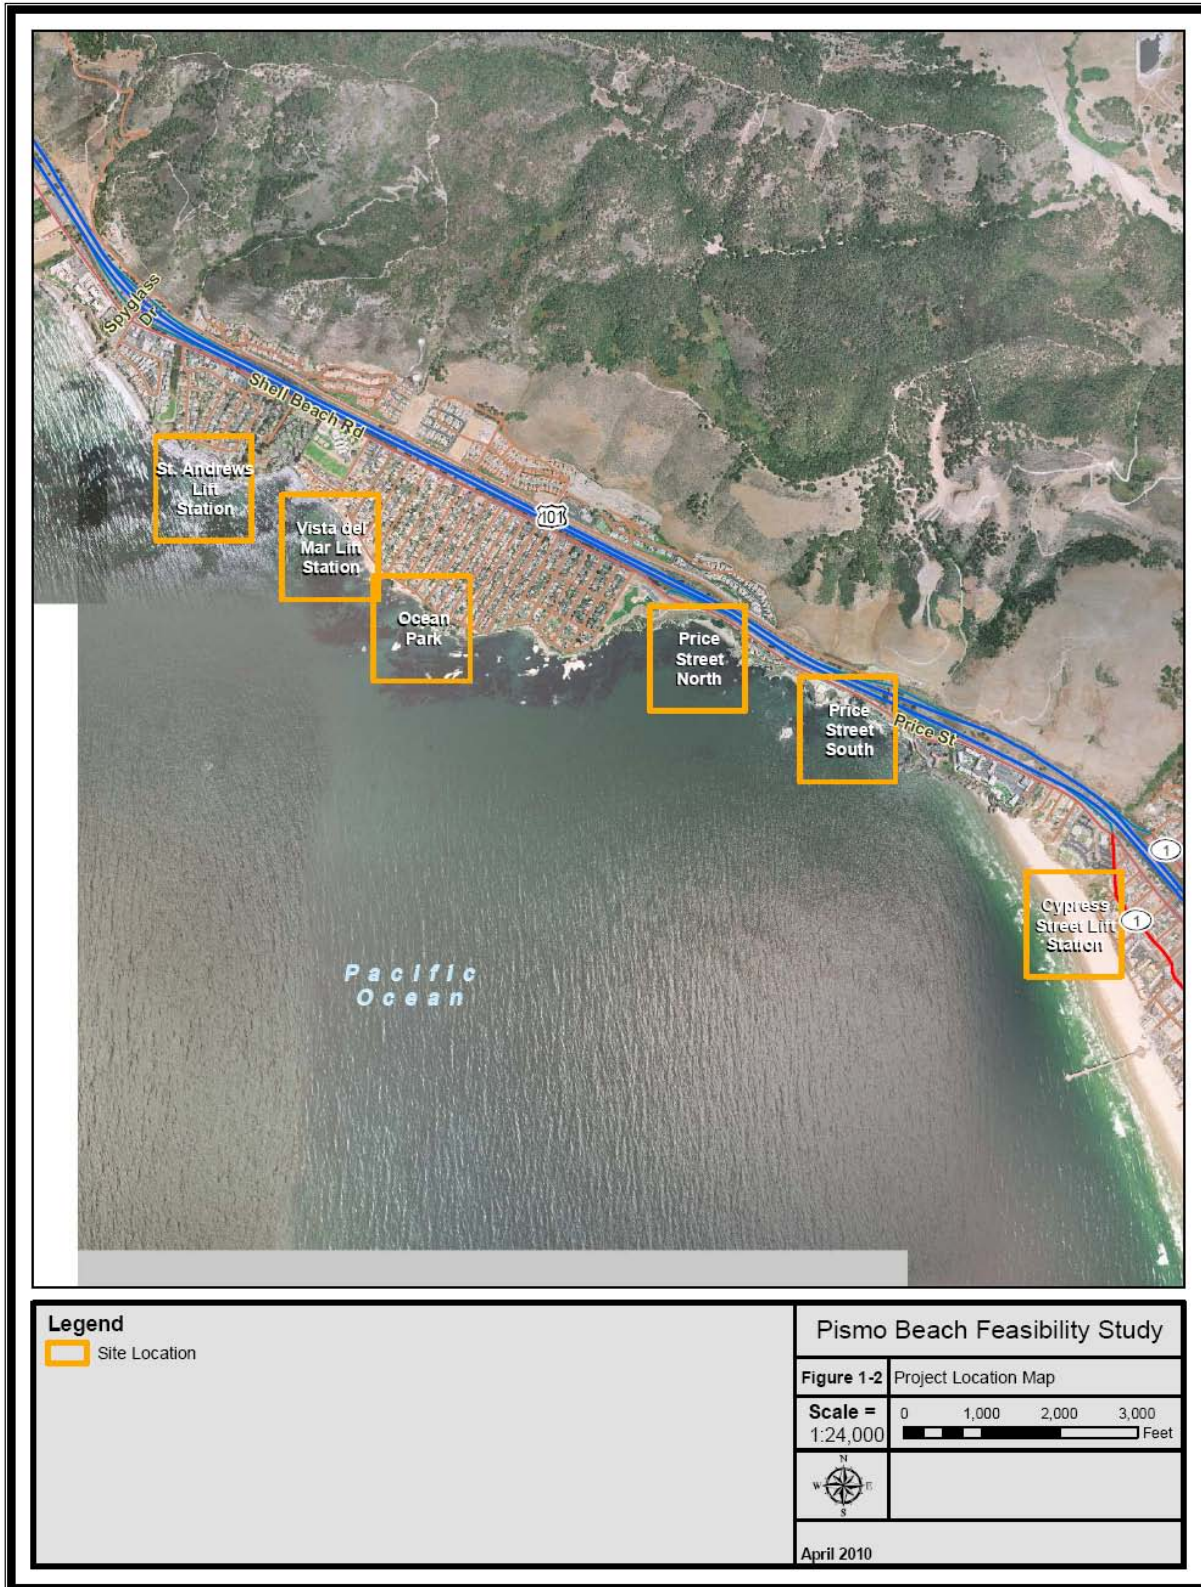 Spyglass
Dr
Shell Beach Rd
St. Andrews
Lift
Station
Vista del
Mar Lift
Station
101
Ocean
Park
Price
Street
North
Price
Street
South
Price St
1
Cypress
Street Lift
Station
1
Pacific
Ocean
Legend
Site Location
Pismo Beach Feasibility Study
Figure 1-2 Project Location Map
Scale =
1:24,000
0 1,000 2,000 3,000
Feet
N
W E
S
April 2010